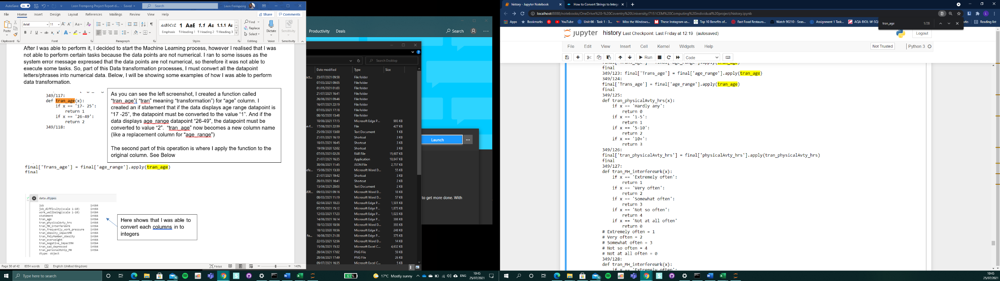 AutoSave On
Leon Frempong Project Report di... - Saved
Search
Leon Frempong
File Home Insert Design Layout References Mailings Review View Help
Share Comments
Paste
Arial 11
AaBbCcL 1 AaE 1.1 Aa 1.1.1 Aa
Emphasis ¶ Heading 1 ¶ Heading 2 ¶ Heading 3
Find
Replace
Select
Dictate
Sensitivity
Clipboard Font Paragraph Styles Editing Voice Sensitivity
After I was able to perform it, I decided to start the Machine Learning process, however I realised that I was
not able to perform certain tasks because the data points are not numerical. I ran to some issues as the
system error message expressed that the data points are not numerical, so therefore it was not able to
execute some tasks. So, part of this Data transformation processes, I must convert all the datapoint
letters/phrases into numerical data. Below, I will be showing some examples of how I was able to perform
data transformation.
349/117:
def tran_age(x):
if x == '17- 25':
return 1
if x == '26-49':
return 2
349/118:
As you can see the left screenshot, I created a function called
“tran_age”( “tran” meaning “transformation”) for “age” column. I
created an if statement that if the data displays age range datapoint is
“17 -25”, the datapoint must be converted to the value “1”. And if the
data displays age_range datapoint “26-49”, the datapoint must be
converted to value “2”. “tran_age” now becomes a new column name
(like a replacement column for “age_range”)
The second part of this operation is where I apply the function to the
original column. See Below
final['Trans_age'] = final['age_range'].apply(tran_age)
final
data.dtypes
job int64
job_difficulty(scale 1-10) int64
work_wellbeing(scale 1-10) int64
statement int64
tran_age int64
tran_physicalAvty_hrs int64
tran_MH_interfereWrk int64
tran_frequently_work_pressure int64
tran_obesity_impactMH int64
tran_fmlyMember_obesity int64
tran_overweight int64
tran_negative_impactMH int64
tran_sad_depressed int64
tran_personalRship_MH int64
dtype: object
Here shows that I was able to
convert each columns in to
integers
Page 30 of 42 8354 words English (United Kingdom)
Focus 140%
Productivity Deals
Search
Search Desktop
Date modified Type Size
23/07/2021 09:58 File folder
07/05/2021 09:05 File folder
01/05/2021 01:03 File folder
21/07/2021 16:41 File folder
26/06/2021 09:46 File folder
16/07/2021 22:19 File folder
07/05/2021 17:18 File folder
08/10/2020 13:48 File folder
10/06/2021 17:15 Microsoft Edge P... 995 KB
17/06/2021 22:59 File 427 KB
25/09/2020 13:00 Text Document 1 KB
21/01/2021 16:10 Shortcut 3 KB
18/01/2021 16:45 Shortcut 3 KB
19/09/2020 12:02 Shortcut 3 KB
07/05/2021 02:28 RAR File 15,687 KB
21/07/2021 16:35 Application 10,847 KB
30/06/2021 11:45 JSON File 2,757 KB
15/06/2021 13:30 Microsoft Word D... 55 KB
21/07/2021 19:42 Shortcut 3 KB
28/01/2021 16:41 Shortcut 2 KB
13/04/2021 20:03 Text Document 2 KB
09/03/2021 09:16 Microsoft Word D... 18 KB
08/03/2021 11:19 Microsoft Word D... 57 KB
02/04/2021 10:23 Microsoft Edge P... 1,501 KB
07/05/2021 15:12 Microsoft Edge P... 1,873 KB
12/03/2021 17:23 Microsoft Edge P... 1,023 KB
14/06/2021 16:14 Microsoft Edge P... 386 KB
18/12/2020 10:56 Microsoft Word D... 393 KB
18/12/2020 10:56 Microsoft Edge P... 248 KB
16/06/2021 21:38 Microsoft Edge P... 375 KB
22/05/2021 12:56 Microsoft Word D... 14 KB
15/06/2021 15:32 Microsoft Excel C... 4,632 KB
28/04/2021 17:02 PNG File 59 KB
28/04/2021 17:49 PNG File 26 KB
09/07/2021 16:35 Microsoft Excel C... 5 KB
Launch
to get more done. With
Type here to search
61%
17°C Mostly sunny
ENG
10:45
25/07/2021
history - Jupyter Notebook
How to Convert Strings to Intege
localhost:8888/notebooks/OneDrive%20-%20Coventry%20University/7151CEM%20Computing%20individual%20project/history.ipynb
Apps Bookmarks YouTube Unit 66 - Task 1 - 3... Miss the Windows... These Instagram us... Top 10 Benefits of... Fast Food Restaura... Watch 90210 - Seas... Assignment 1 Task... AQA-BIOL-W-SQ
Reading list
tran_age 1/28
jupyter history Last Checkpoint: Last Friday at 12:19 (autosaved)
Logout
File Edit View Insert Cell Kernel Widgets Help
Not Trusted Python 3
Run Code
final
349/123: final['Trans_age'] = final['age_range'].apply(tran_age)
349/124:
final['Trans_age'] = final['age_range'].apply(tran_age)
final
349/125:
def tran_physicalAvty_hrs(x):
if x == 'Hardly any':
return 0
if x == '1-5':
return 1
if x == '5-10':
return 2
if x == '10+':
return 3
349/126:
final['tran_physicalAvty_hrs'] = final['physicalAvty_hrs'].apply(tran_physicalAvty_hrs)
final
349/127:
def tran_MH_interfereWrk(x):
if x == 'Extremely often':
return 1
if x == 'Very often':
return 2
if x == 'Somewhat often':
return 3
if x == 'Not so often':
return 4
if x == 'Not at all often'
return 0
# Extremely often = 1
# Very often = 2
# Somewhat often = 3
# Not so often = 4
# Not at all often = 0
349/128:
def tran_MH_interfereWrk(x):
if x == 'Extremely often':
10:45
25/07/2021